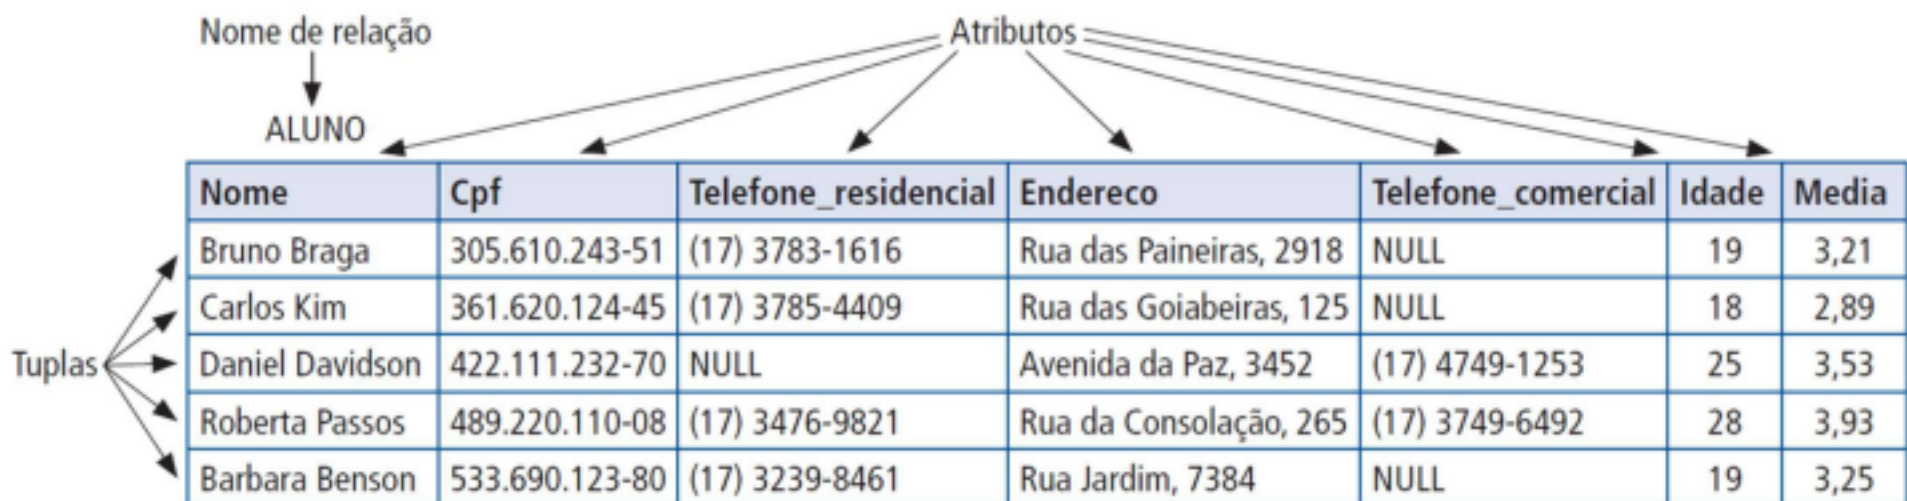 Nome de relação
Atributos
ALUNO
Nome Cpf Telefone_residencial Endereco Telefone_comercial Idade Media
Bruno Braga 305.610.243-51 (17) 3783-1616 Rua das Paineiras, 2918 NULL 19 3,21
Carlos Kim 361.620.124-45 (17) 3785-4409 Rua das Goiabeiras, 125 NULL 18 2,89
Tuplas
Daniel Davidson 422.111.232-70 NULL Avenida da Paz, 3452 (17) 4749-1253 25 3,53
Roberta Passos 489.220.110-08 (17) 3476-9821 Rua da Consolação, 265 (17) 3749-6492 28 3,93
Barbara Benson 533.690.123-80 (17) 3239-8461 Rua Jardim, 7384 NULL 19 3,25